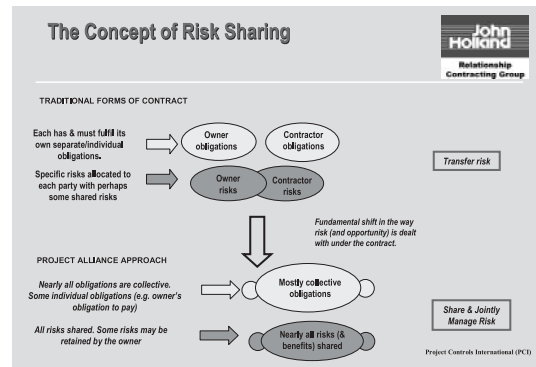 The Concept of Risk Sharing
John
Holland
Relationship
Contracting Group
TRADITIONAL FORMS OF CONTRACT
Each has & must fulfil its
own separate/individual
obligations.
Owner
obligations
Contractor
obligations
Specific risks allocated to
each party with perhaps
some shared risks
Owner
risks
Contractor
risks
Transfer risk
Fundamental shift in the way
risk (and opportunity) is dealt
with under the contract.
PROJECT ALLIANCE APPROACH
Nearly all obligations are collective.
Some individual obligations (e.g. owner's
obligation to pay)
Mostly collective
obligations
All risks shared. Some risks may be
retained by the owner
Nearly all risks (&
benefits) shared
Share & Jointly
Manage Risk
Project Controls International (PCI)